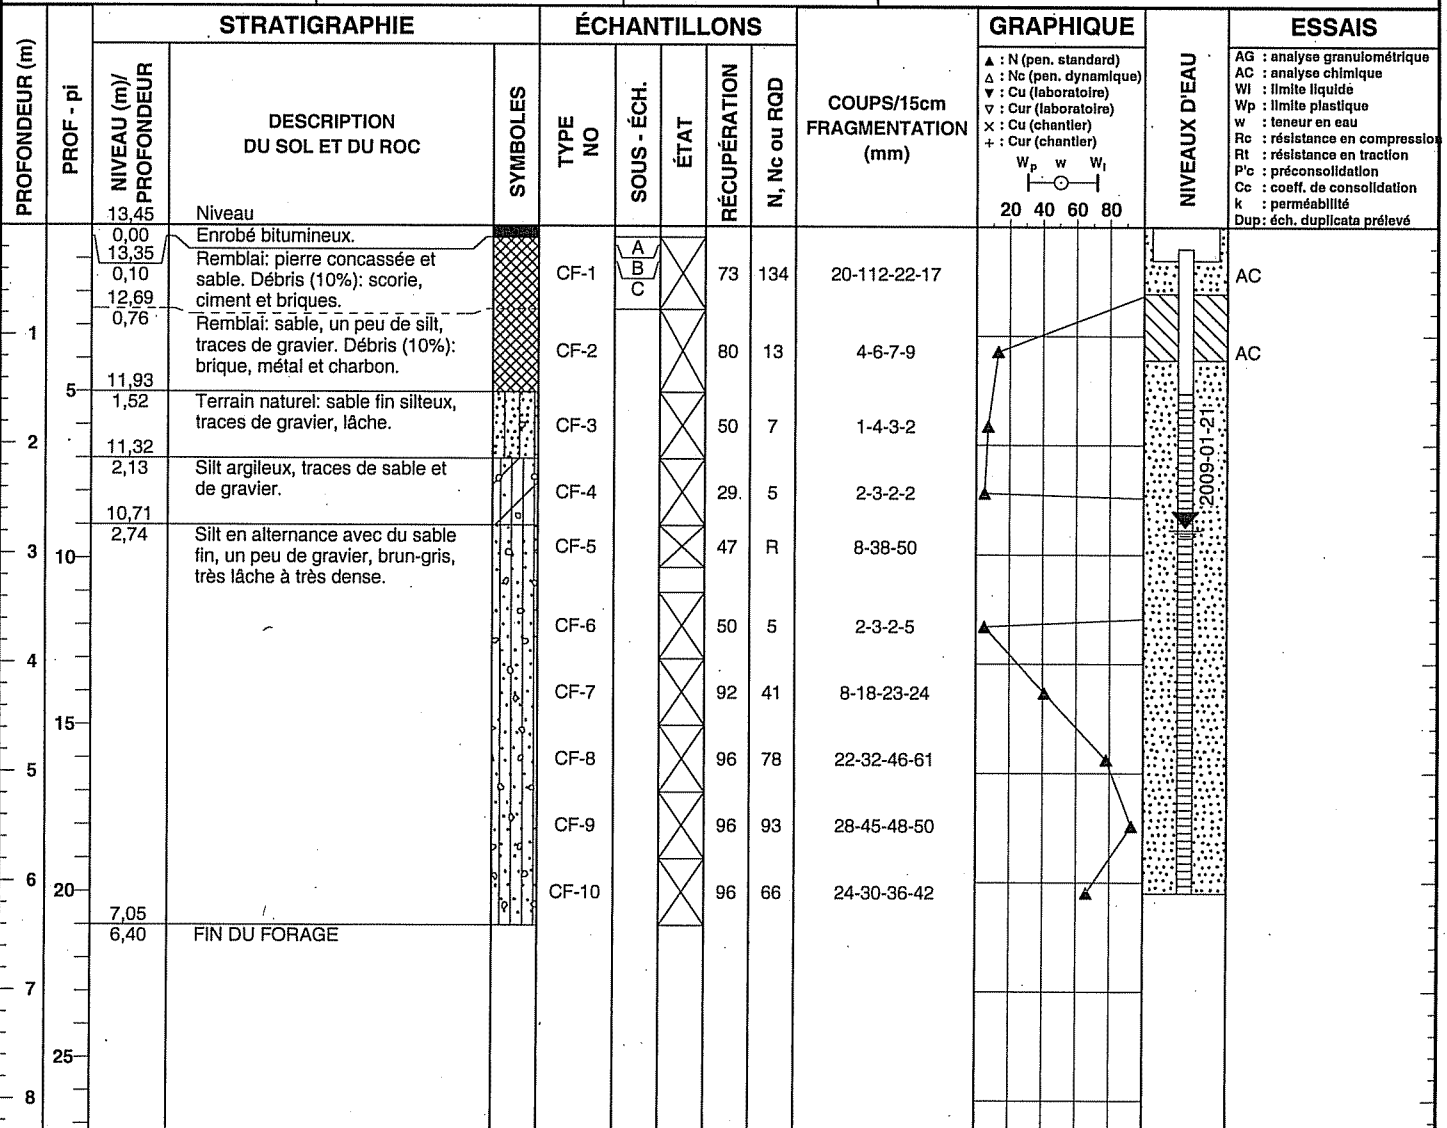 STRATIGRAPHIE
ÉCHANTILLONS
GRAPHIQUE
ESSAIS
PROFONDEUR (m)
PROF - pi
NIVEAU (m)/
PROFONDEUR
DESCRIPTION
DU SOL ET DU ROC
SYMBOLES
TYPE
NO
SOUS - ÉCH.
ÉTAT
RÉCUPÉRATION
N, Nc ou RQD
COUPS/15cm
FRAGMENTATION
(mm)
▲ : N (pen. standard)
△ : Nc (pen. dynamique)
▼ : Cu (laboratoire)
▽ : Cur (laboratoire)
× : Cu (chantier)
+ : Cur (chantier)
Wp w Wl
20 40 60 80
NIVEAUX D'EAU
AG : analyse granulométrique
AC : analyse chimique
Wl : limite liquide
Wp : limite plastique
w : teneur en eau
Rc : résistance en compression
Rt : résistance en traction
P'c : préconsolidation
Cc : coeff. de consolidation
k : perméabilité
Dup: éch. duplicata prélevé
13,45 Niveau
0,00 Enrobé bitumineux.
13,35
0,10
Remblai: pierre concassée et
sable. Débris (10%): scorie,
ciment et briques.
12,69
0,76
Remblai: sable, un peu de silt,
traces de gravier. Débris (10%):
brique, métal et charbon.
11,93
1,52
Terrain naturel: sable fin silteux,
traces de gravier, lâche.
11,32
2,13
Silt argileux, traces de sable et
de gravier.
10,71
2,74
Silt en alternance avec du sable
fin, un peu de gravier, brun-gris,
très lâche à très dense.
7,05
6,40 FIN DU FORAGE
A
B
C
CF-1 73 134 20-112-22-17 AC
CF-2 80 13 4-6-7-9 AC
CF-3 50 7 1-4-3-2
CF-4 29 5 2-3-2-2
CF-5 47 R 8-38-50
CF-6 50 5 2-3-2-5
CF-7 92 41 8-18-23-24
CF-8 96 78 22-32-46-61
CF-9 96 93 28-45-48-50
CF-10 96 66 24-30-36-42
2009-01-21
1
2
3
4
5
6
7
8
5
10
15
20
25